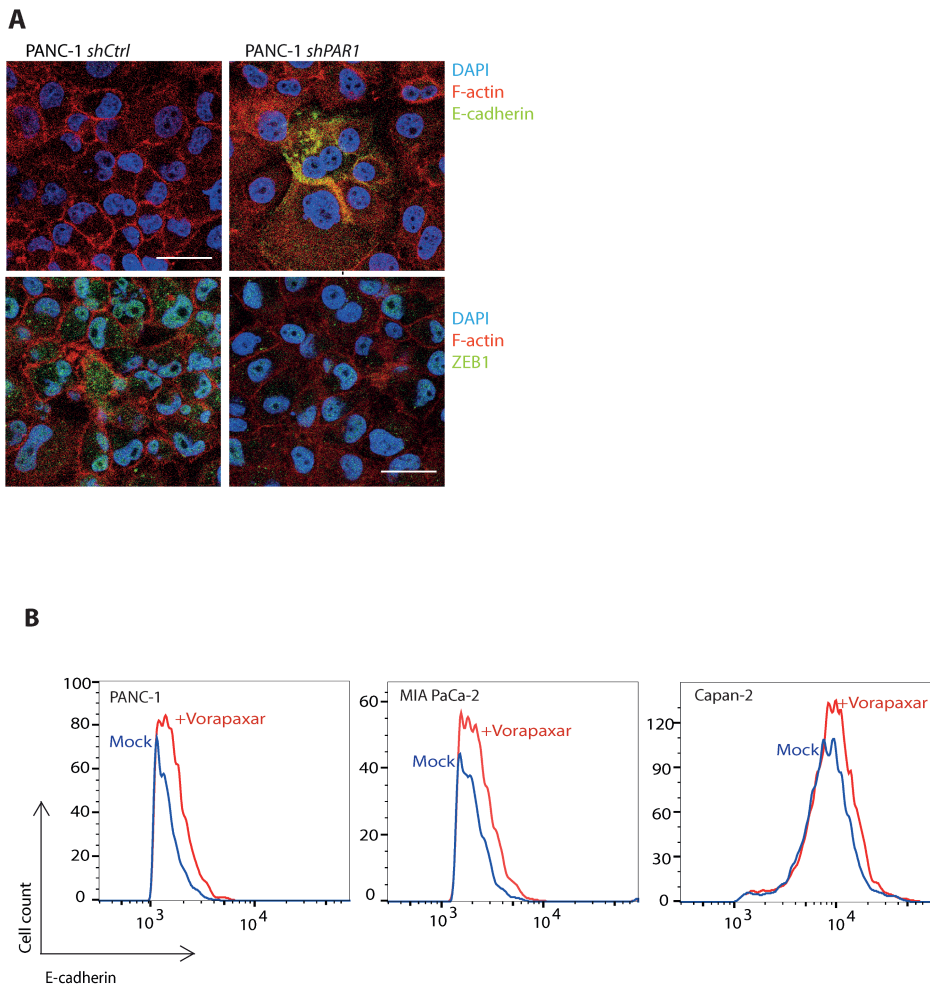 A
PANC-1 shCtrl
PANC-1 shPAR1
DAPI
F-actin
E-cadherin
DAPI
F-actin
ZEB1
B
PANC-1
+Vorapaxar
Mock
100
80
60
40
20
0
10³
10⁴
MIA PaCa-2
+Vorapaxar
Mock
60
40
20
0
10³
10⁴
Capan-2
+Vorapaxar
Mock
120
90
60
30
0
10³
10⁴
Cell count
E-cadherin